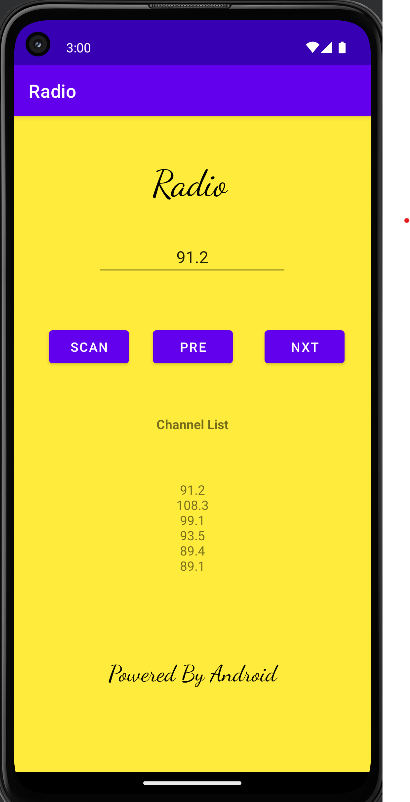 3:00
Radio
Radio
91.2
SCAN PRE NXT
Channel List
91.2
108.3
99.1
93.5
89.4
89.1
Powered By Android